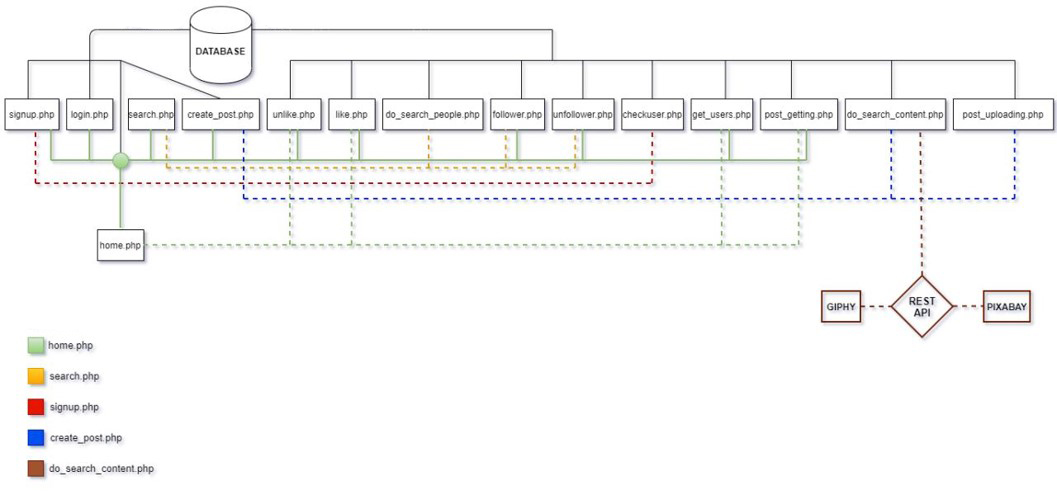 DATABASE
signup.php
login.php
search.php
create_post.php
unlike.php
like.php
do_search_people.php
follower.php
unfollower.php
checkuser.php
get_users.php
post_getting.php
do_search_content.php
post_uploading.php
home.php
GIPHY
REST
API
PIXABAY
home.php
search.php
signup.php
create_post.php
do_search_content.php